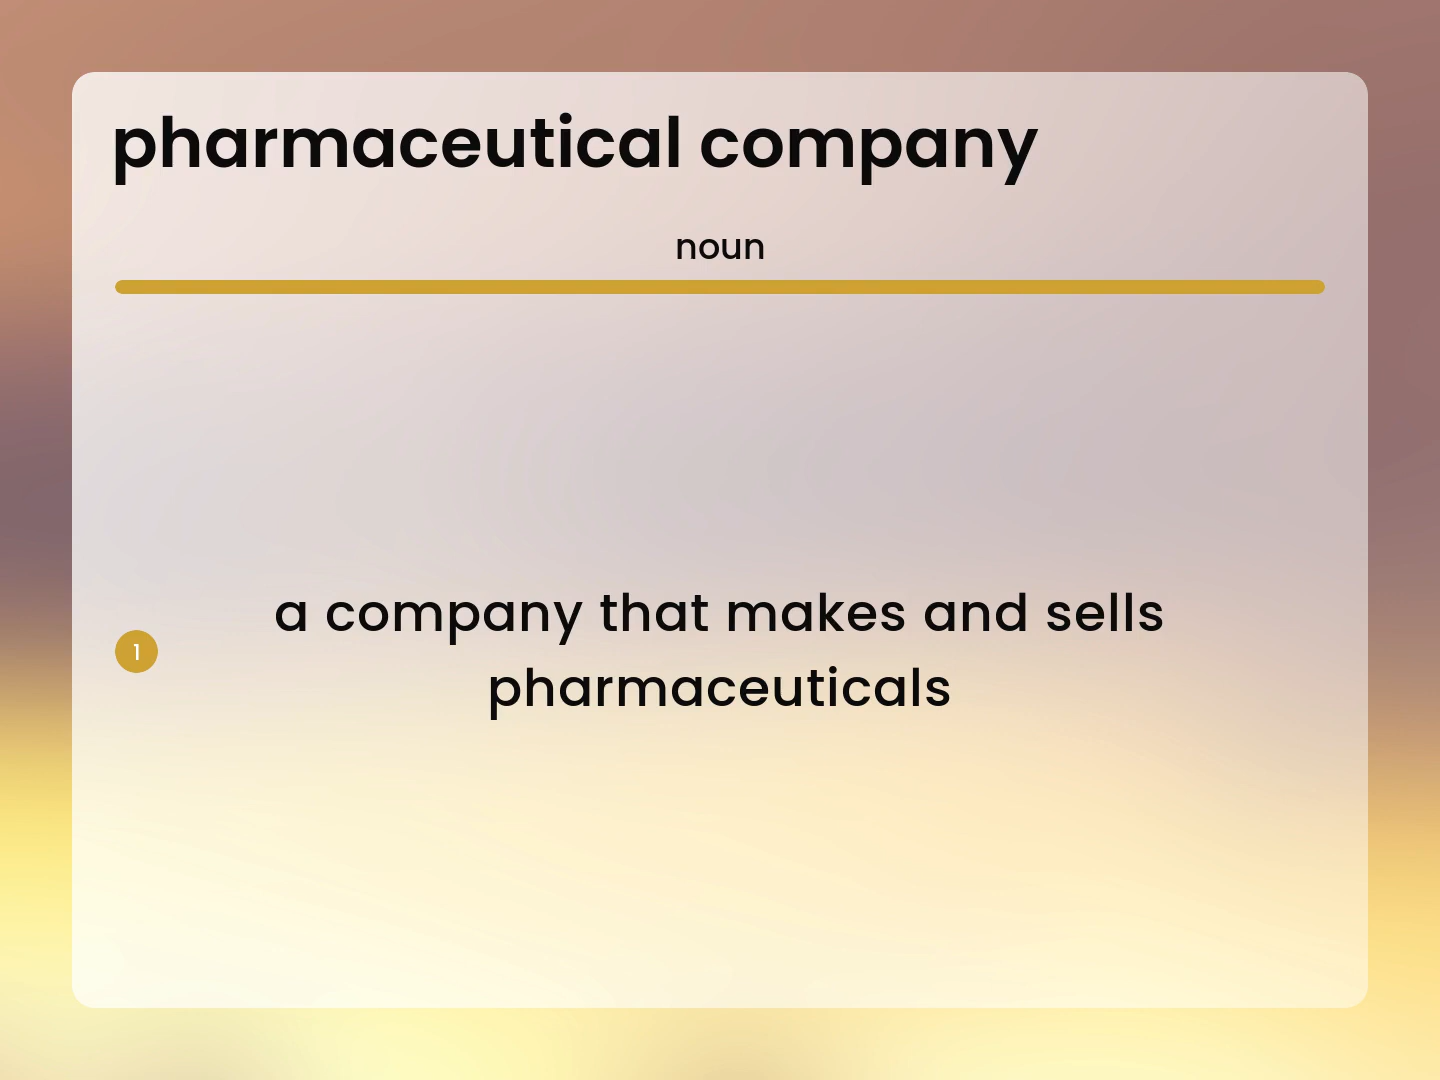 pharmaceutical company
noun
1
a company that makes and sells
pharmaceuticals